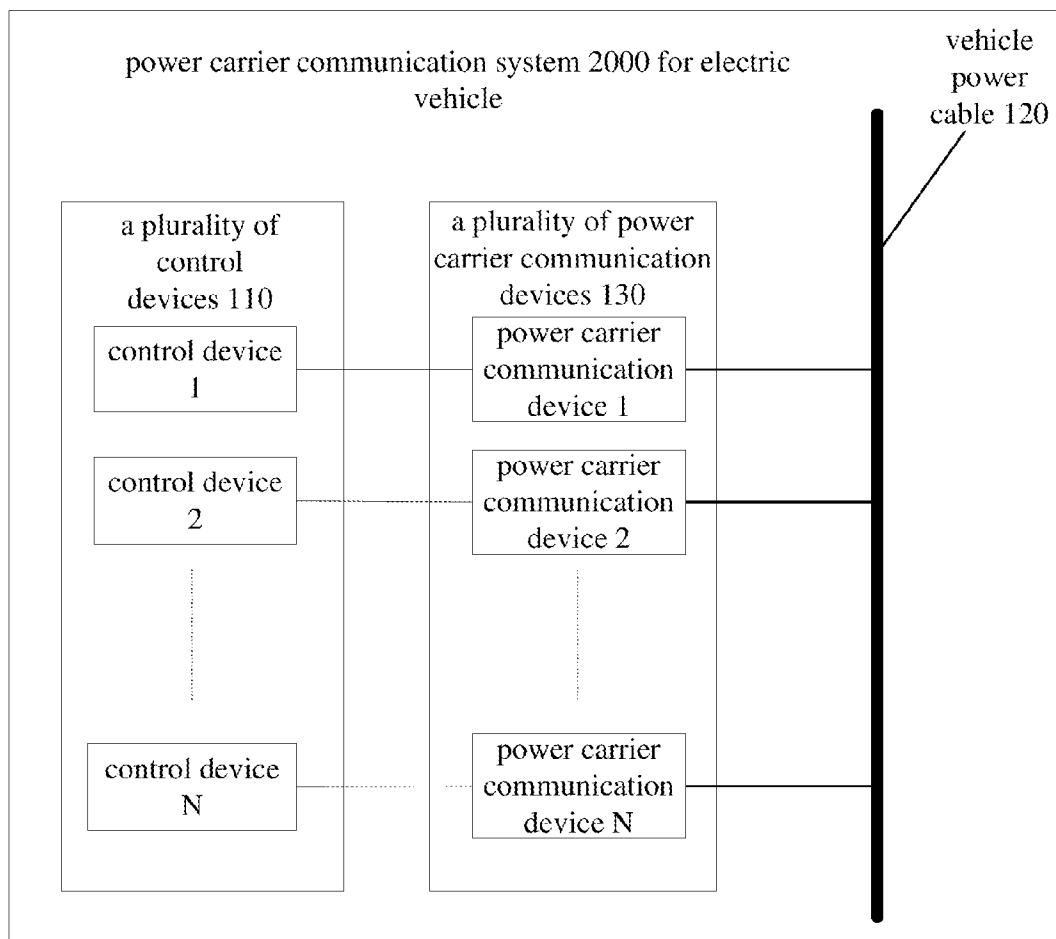 power carrier communication system 2000 for electric
vehicle
vehicle
power
cable 120
a plurality of
control
devices 110
a plurality of power
carrier communication
devices 130
control device
1
power carrier
communication
device 1
control device
2
power carrier
communication
device 2
control device
N
power carrier
communication
device N